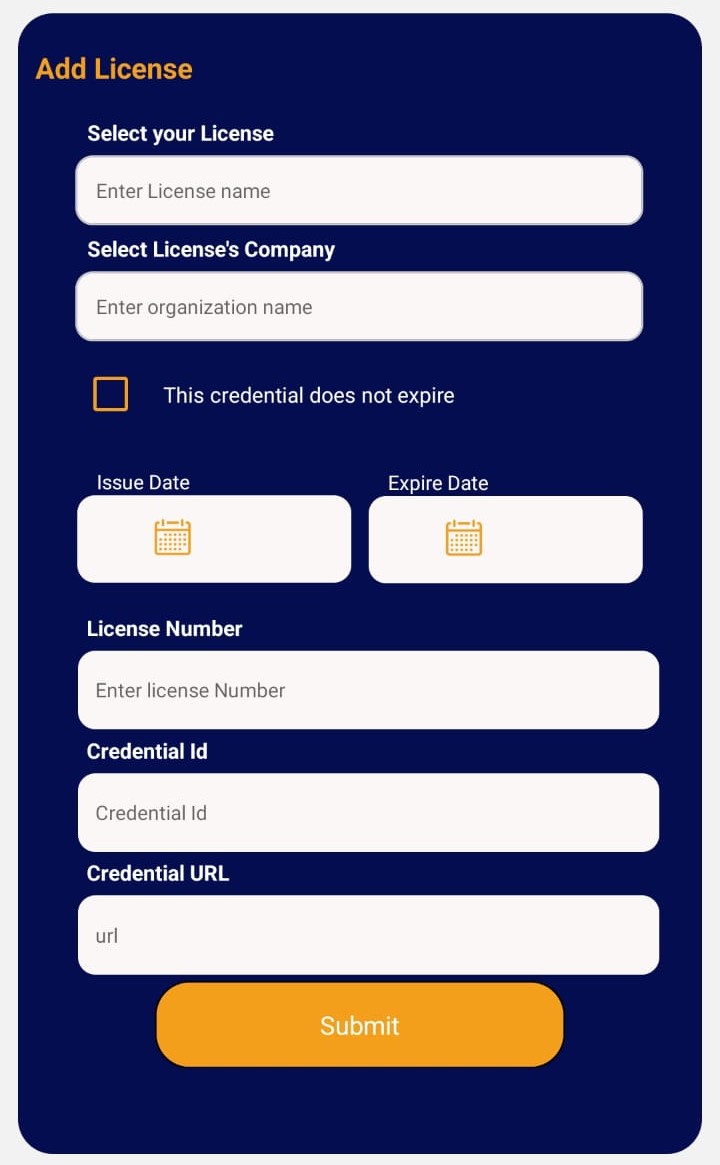 Add License
Select your License
Enter License name
Select License's Company
Enter organization name
This credential does not expire
Issue Date
Expire Date
License Number
Enter license Number
Credential Id
Credential Id
Credential URL
url
Submit